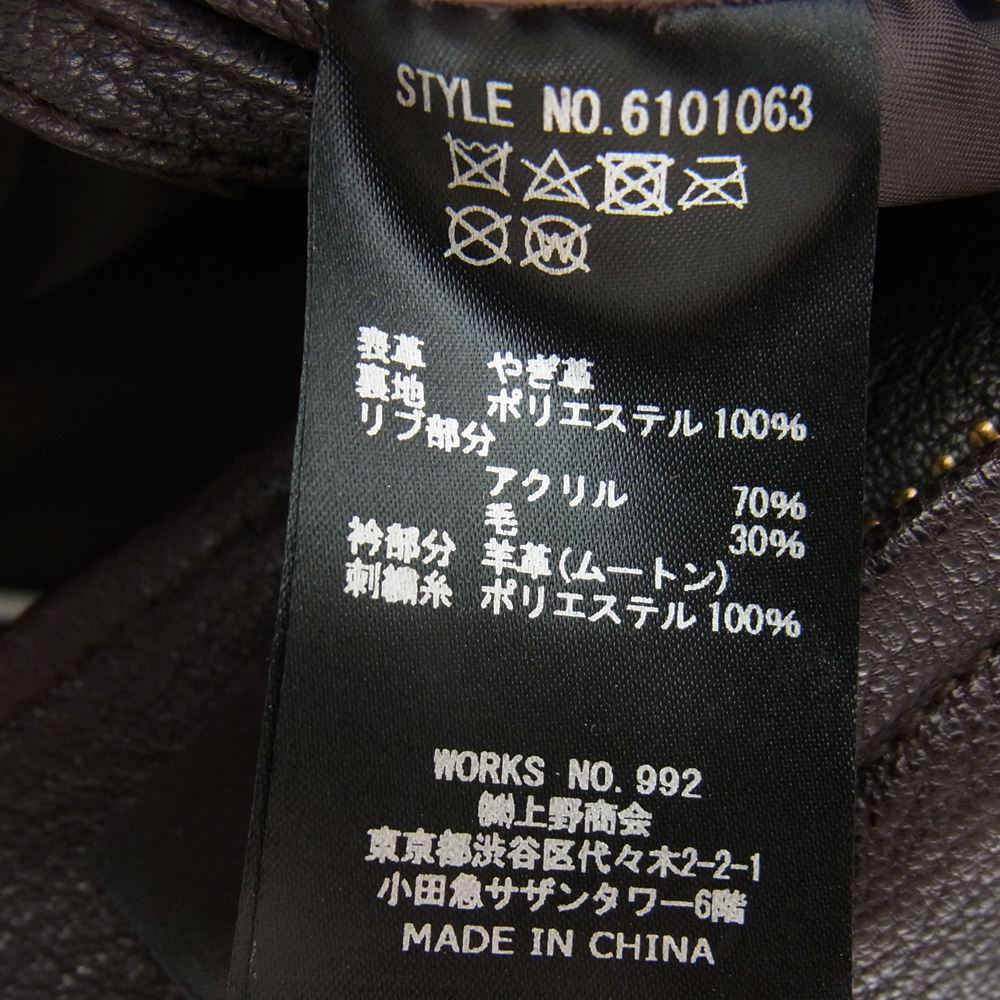 STYLE NO.6101063
W
表革 やぎ革
裏地 ポリエステル 100%
リブ部分
アクリル 70%
毛 30%
衿部分 羊革(ムートン)
刺繍糸 ポリエステル 100%
WORKS NO. 992
㈱上野商会
東京都渋谷区代々木2-2-1
小田急サザンタワー6階
MADE IN CHINA